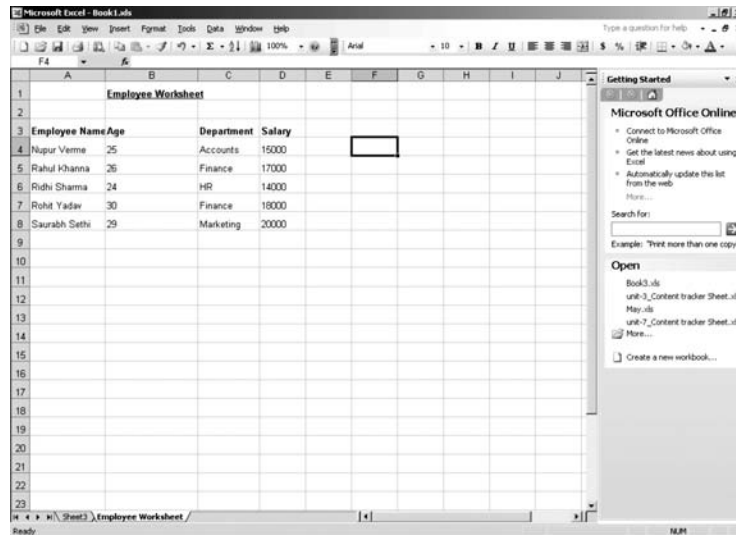 Microsoft Excel - Book1.xls
File Edit View Insert Format Tools Data Window Help
Type a question for help
100% Arial 10 B I U $ %
F4 fx
A B C D E F G H I J
1 Employee Worksheet
2
3 Employee Name Age Department Salary
4 Nupur Verme 25 Accounts 15000
5 Rahul Khanna 26 Finance 17000
6 Ridhi Sharma 24 HR 14000
7 Rohit Yadav 30 Finance 18000
8 Saurabh Sethi 29 Marketing 20000
9
10
11
12
13
14
15
16
17
18
19
20
21
22
23
Getting Started
Microsoft Office Online
Connect to Microsoft Office
Online
Get the latest news about using
Excel
Automatically update this list
from the web
More...
Search for:
Example: "Print more than one copy
Open
Book3.xls
unit-3_Content tracker Sheet.xl
May.xls
unit-7_Content tracker Sheet.xl
More...
Create a new workbook...
Sheet3 Employee Worksheet
Ready NUM